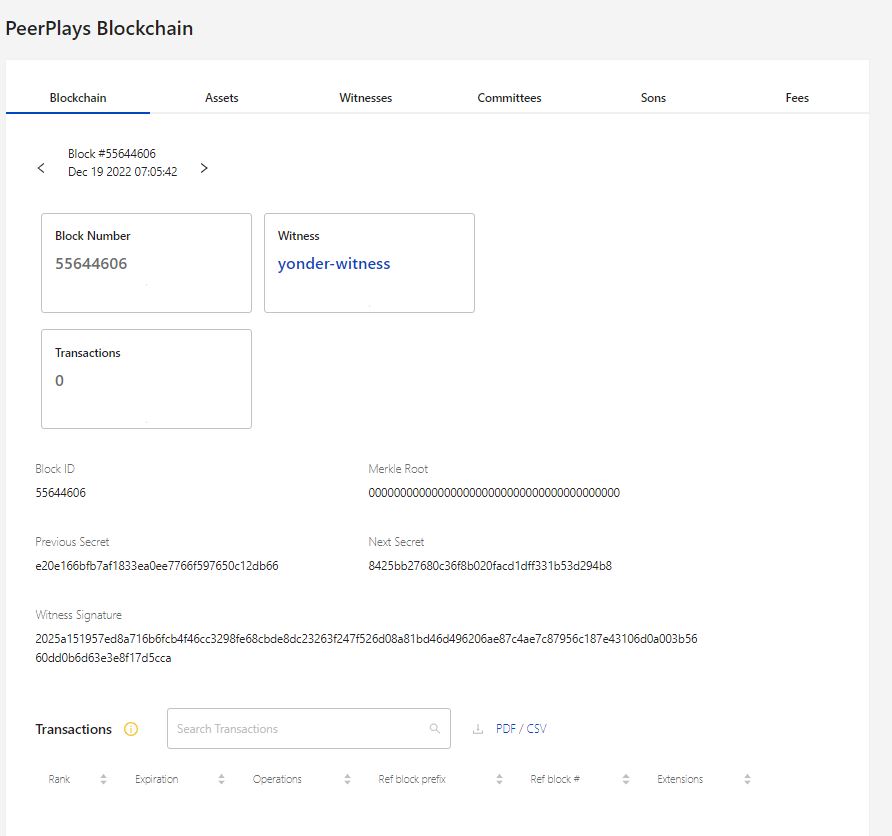 PeerPlays Blockchain
Blockchain Assets Witnesses Committees Sons Fees
Block #55644606
Dec 19 2022 07:05:42
Block Number
55644606
Witness
yonder-witness
Transactions
0
Block ID
55644606
Merkle Root
0000000000000000000000000000000000000000
Previous Secret
e20e166bfb7af1833ea0ee7766f597650c12db66
Next Secret
8425bb27680c36f8b020facd1dff331b53d294b8
Witness Signature
2025a151957ed8a716b6fcb4f46cc3298fe68cbde8dc23263f247f526d08a81bd46d496206ae87c4ae7c87956c187e43106d0a003b56
60dd0b6d63e3e8f17d5cca
Transactions
Search Transactions
PDF / CSV
Rank Expiration Operations Ref block prefix Ref block # Extensions